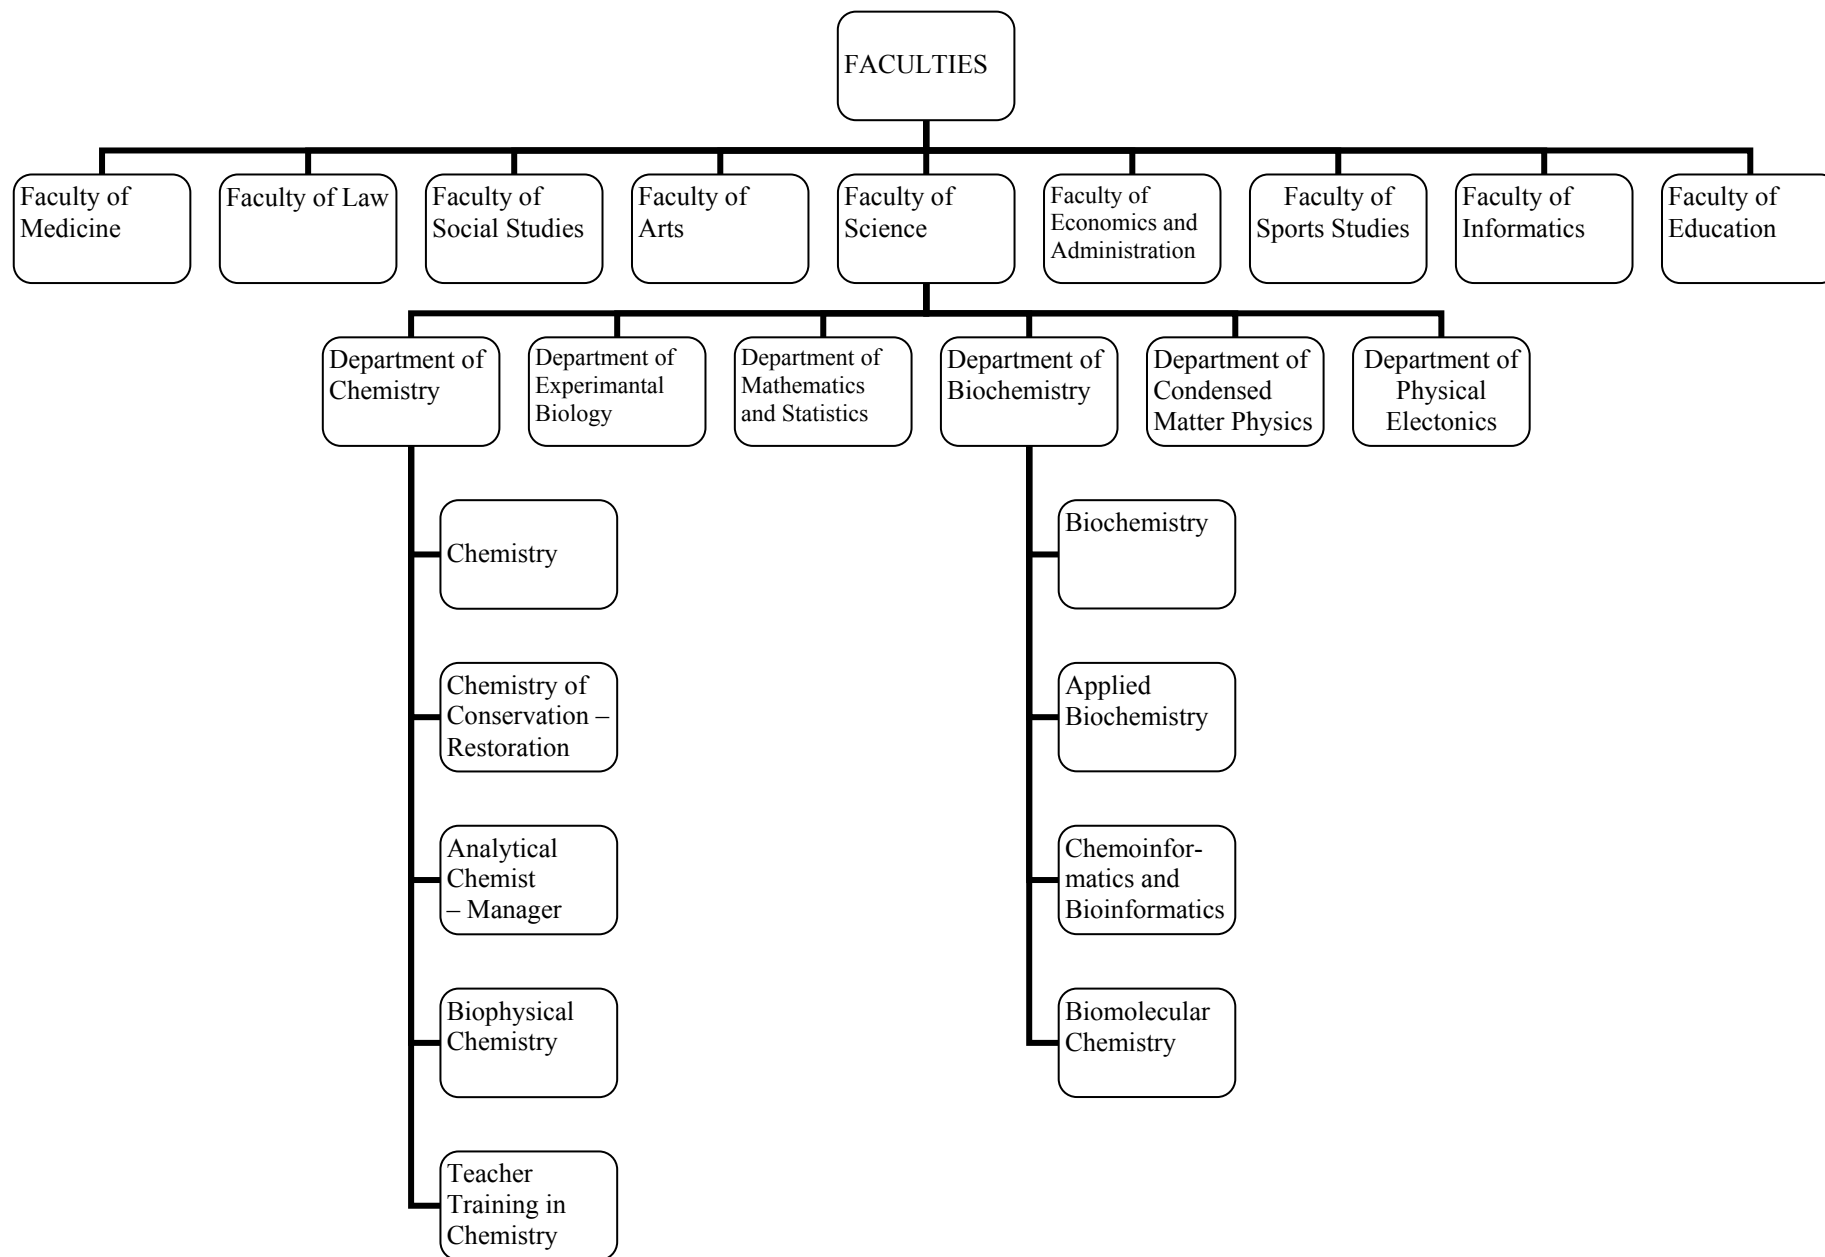 FACULTIES
Faculty of
Medicine
Faculty of Law
Faculty of
Social Studies
Faculty of
Arts
Faculty of
Science
Faculty of
Economics and
Administration
Faculty of
Sports Studies
Faculty of
Informatics
Faculty of
Education
Department of
Chemistry
Department of
Experimantal
Biology
Department of
Mathematics
and Statistics
Department of
Biochemistry
Department of
Condensed
Matter Physics
Department of
Physical
Electonics
Chemistry
Chemistry of
Conservation –
Restoration
Analytical
Chemist
– Manager
Biophysical
Chemistry
Teacher
Training in
Chemistry
Biochemistry
Applied
Biochemistry
Chemoinfor-
matics and
Bioinformatics
Biomolecular
Chemistry